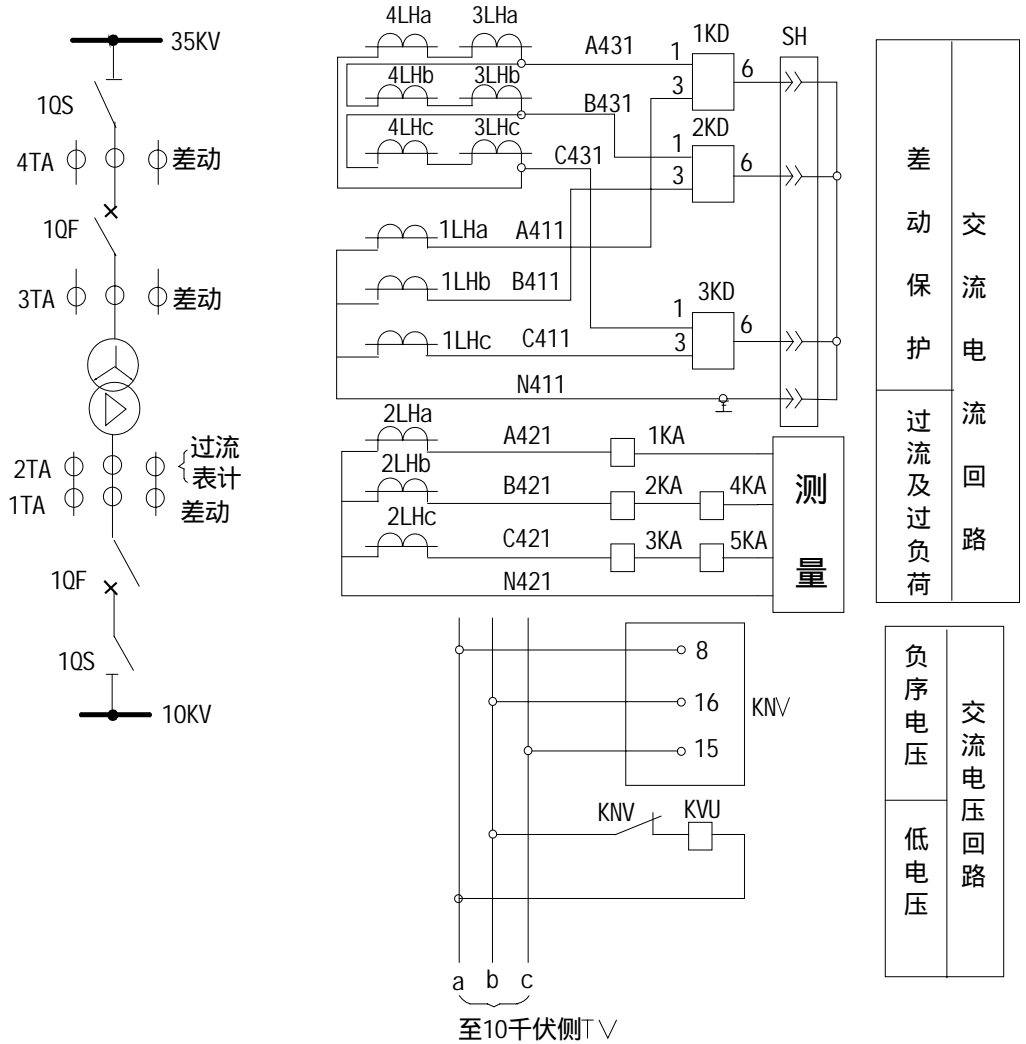 35KV
1QS
4TA
差动
1QF
3TA
差动
2TA
过流
表计
1TA
差动
1QF
1QS
10KV
4LHa
3LHa
A431
1KD
SH
1
6
3
4LHb
3LHb
B431
2KD
4LHc
3LHc
C431
1
6
3
1LHa
A411
1LHb
B411
3KD
1
6
1LHc
C411
3
N411
2LHa
A421
1KA
2LHb
B421
2KA
4KA
2LHc
C421
3KA
5KA
N421
测量
差动保护
过流及过负荷
交流电流回路
8
16
15
KNV
KNV
KVU
负序电压
低电压
交流电压回路
a b c
至10千伏侧TV